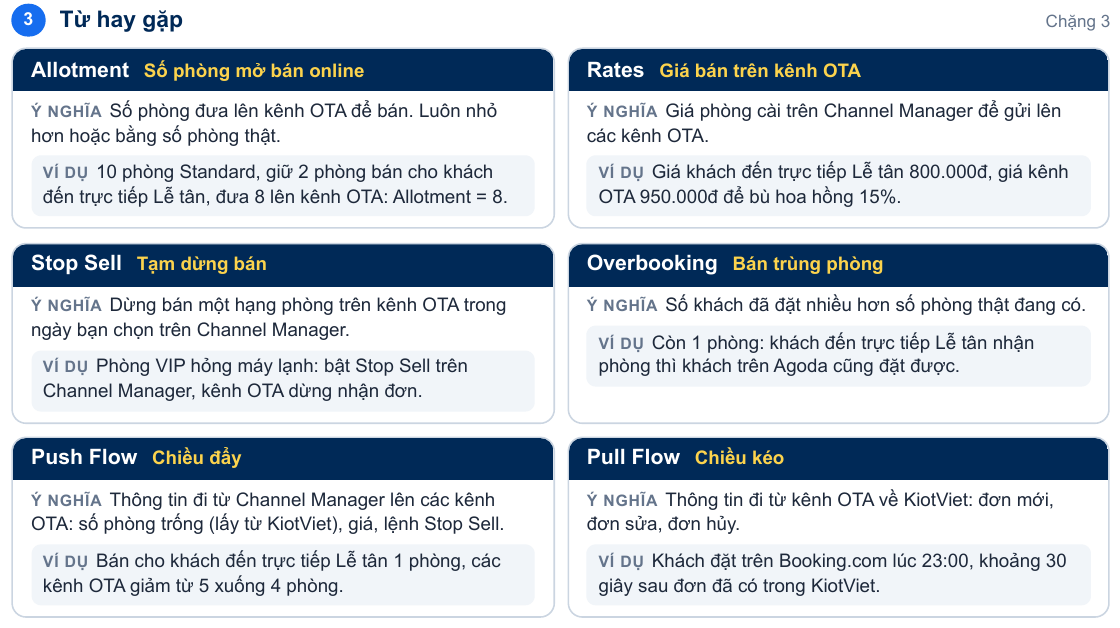 3 Từ hay gặp
Chặng 3
Allotment Số phòng mở bán online
Ý NGHĨA Số phòng đưa lên kênh OTA để bán. Luôn nhỏ
hơn hoặc bằng số phòng thật.
VÍ DỤ 10 phòng Standard, giữ 2 phòng bán cho khách
đến trực tiếp Lễ tân, đưa 8 lên kênh OTA: Allotment = 8.
Rates Giá bán trên kênh OTA
Ý NGHĨA Giá phòng cài trên Channel Manager để gửi lên
các kênh OTA.
VÍ DỤ Giá khách đến trực tiếp Lễ tân 800.000đ, giá kênh
OTA 950.000đ để bù hoa hồng 15%.
Stop Sell Tạm dừng bán
Ý NGHĨA Dừng bán một hạng phòng trên kênh OTA trong
ngày bạn chọn trên Channel Manager.
VÍ DỤ Phòng VIP hỏng máy lạnh: bật Stop Sell trên
Channel Manager, kênh OTA dừng nhận đơn.
Overbooking Bán trùng phòng
Ý NGHĨA Số khách đã đặt nhiều hơn số phòng thật đang có.
VÍ DỤ Còn 1 phòng: khách đến trực tiếp Lễ tân nhận
phòng thì khách trên Agoda cũng đặt được.
Push Flow Chiều đẩy
Ý NGHĨA Thông tin đi từ Channel Manager lên các kênh
OTA: số phòng trống (lấy từ KiotViet), giá, lệnh Stop Sell.
VÍ DỤ Bán cho khách đến trực tiếp Lễ tân 1 phòng, các
kênh OTA giảm từ 5 xuống 4 phòng.
Pull Flow Chiều kéo
Ý NGHĨA Thông tin đi từ kênh OTA về KiotViet: đơn mới,
đơn sửa, đơn hủy.
VÍ DỤ Khách đặt trên Booking.com lúc 23:00, khoảng 30
giây sau đơn đã có trong KiotViet.